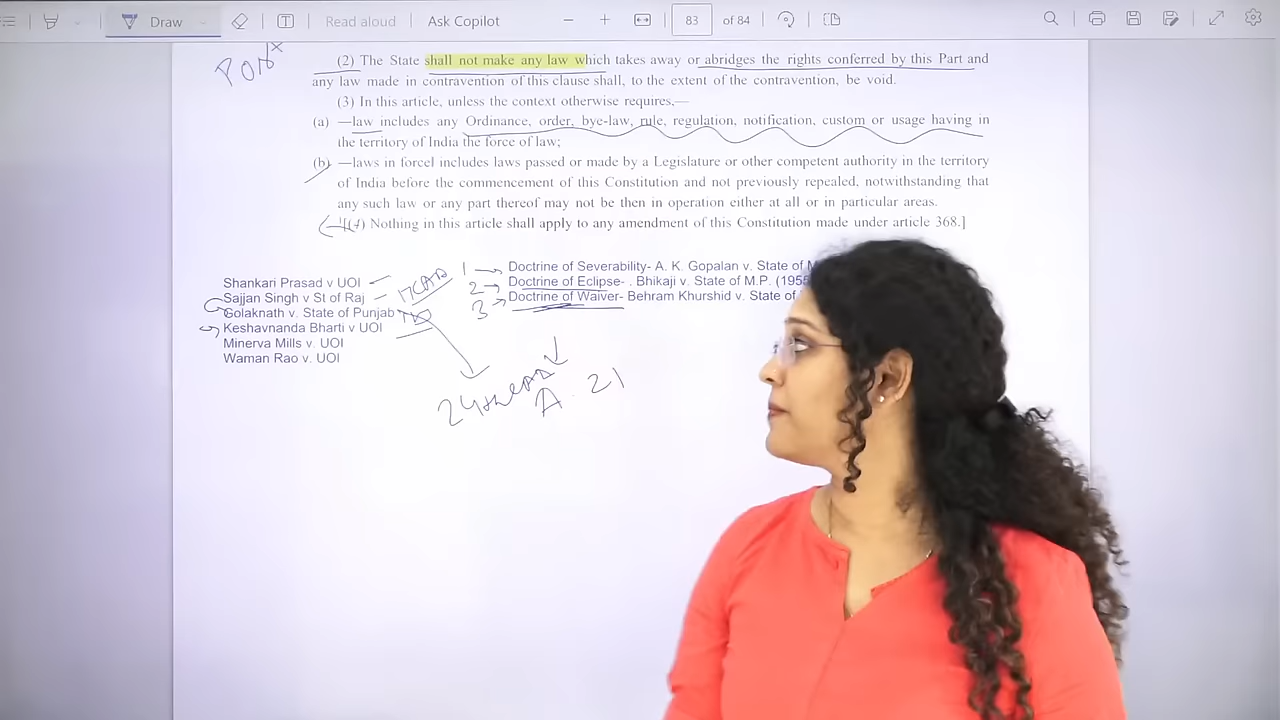 Draw
Read aloud
Ask Copilot
83 of 84
PON
(2) The State shall not make any law which takes away or abridges the rights conferred by this Part and
any law made in contravention of this clause shall, to the extent of the contravention, be void.
(3) In this article, unless the context otherwise requires,—
(a) ―law includes any Ordinance, order, bye-law, rule, regulation, notification, custom or usage having in
the territory of India the force of law;
(b) ―laws in forcel includes laws passed or made by a Legislature or other competent authority in the territory
of India before the commencement of this Constitution and not previously repealed, notwithstanding that
any such law or any part thereof may not be then in operation either at all or in particular areas.
(4) Nothing in this article shall apply to any amendment of this Constitution made under article 368.]
Shankari Prasad v UOI
Sajjan Singh v St of Raj
Golaknath v. State of Punjab
Keshavnanda Bharti v UOI
Minerva Mills v. UOI
Waman Rao v. UOI
1 Doctrine of Severability- A. K. Gopalan v. State of M
2 Doctrine of Eclipse- . Bhikaji v. State of M.P. (1955
3 Doctrine of Waiver- Behram Khurshid v. State of
A. 21